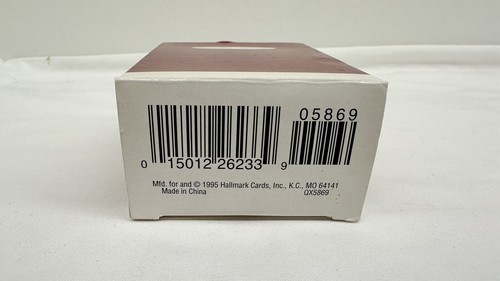 05869
0 15012 26233 9
Mfd. for and © 1995 Hallmark Cards, Inc., K.C., MO 64141
Made in China QX5869